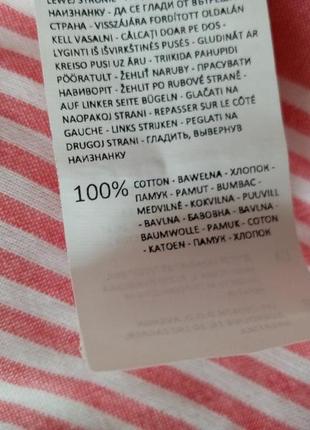 НАИЗНАНКУ - ДА СЕ ГЛАДИ ОТ ВЪТРЕШ
СТРАНА - VISSZÁJÁRA FORDÍTOTT OLDALÁN
KELL VASALNI - CĂLCAȚI DOAR PE DOS -
LYGINTI IŠ IŠVIRKŠTINĖS PUSĖS - GLUDINĀT AR
KREISO PUSI UZ ĀRU - TRIIKIDA PAHUPIDI
PÖÖRATULT - ŽEHLIŤ NARUBY - ПРАСУВАТИ
НАВИВОРІТ - ŽEHLIT PO RUBOVÉ STRANĚ -
AUF LINKER SEITE BÜGELN - GLAČATI NA
NAOPAKOJ STRANI - REPASSER SUR LE CÔTÉ
GAUCHE - LINKS STRIJKEN - PEGLATI NA
DRUGOJ STRANI - ГЛАДИТЬ, ВЫВЕРНУВ
НАИЗНАНКУ
100% COTTON - BAWEŁNA - ХЛОПОК -
ПАМУК - PAMUT - BUMBAC -
MEDVILNĖ - KOKVILNA - PUUVILL
- BAVLNA - БАВОВНА - BAVLNA -
BAUMWOLLE - PAMUK - COTON
- KATOEN - ПАМУК - ХЛОПОК